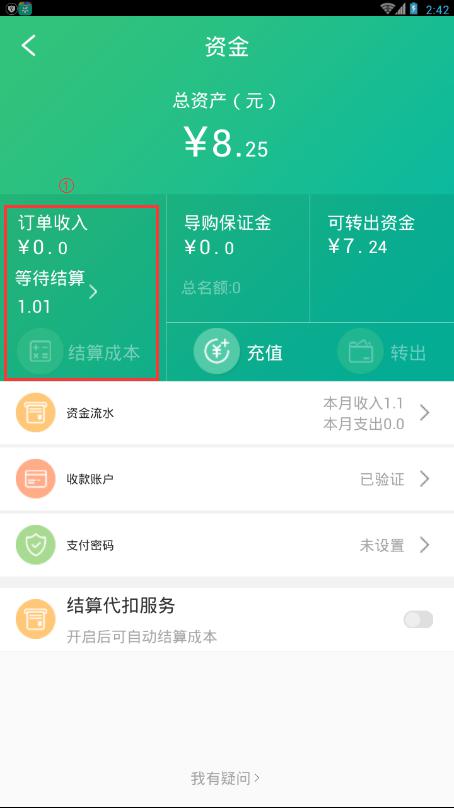 2:42
资金
总资产（元）
¥8.25
①
订单收入
¥0.0
等待结算
1.01
结算成本
导购保证金
¥0.0
总名额:0
可转出资金
¥7.24
充值
转出
资金流水
本月收入1.1
本月支出0.0
收款账户
已验证
支付密码
未设置
结算代扣服务
开启后可自动结算成本
我有疑问